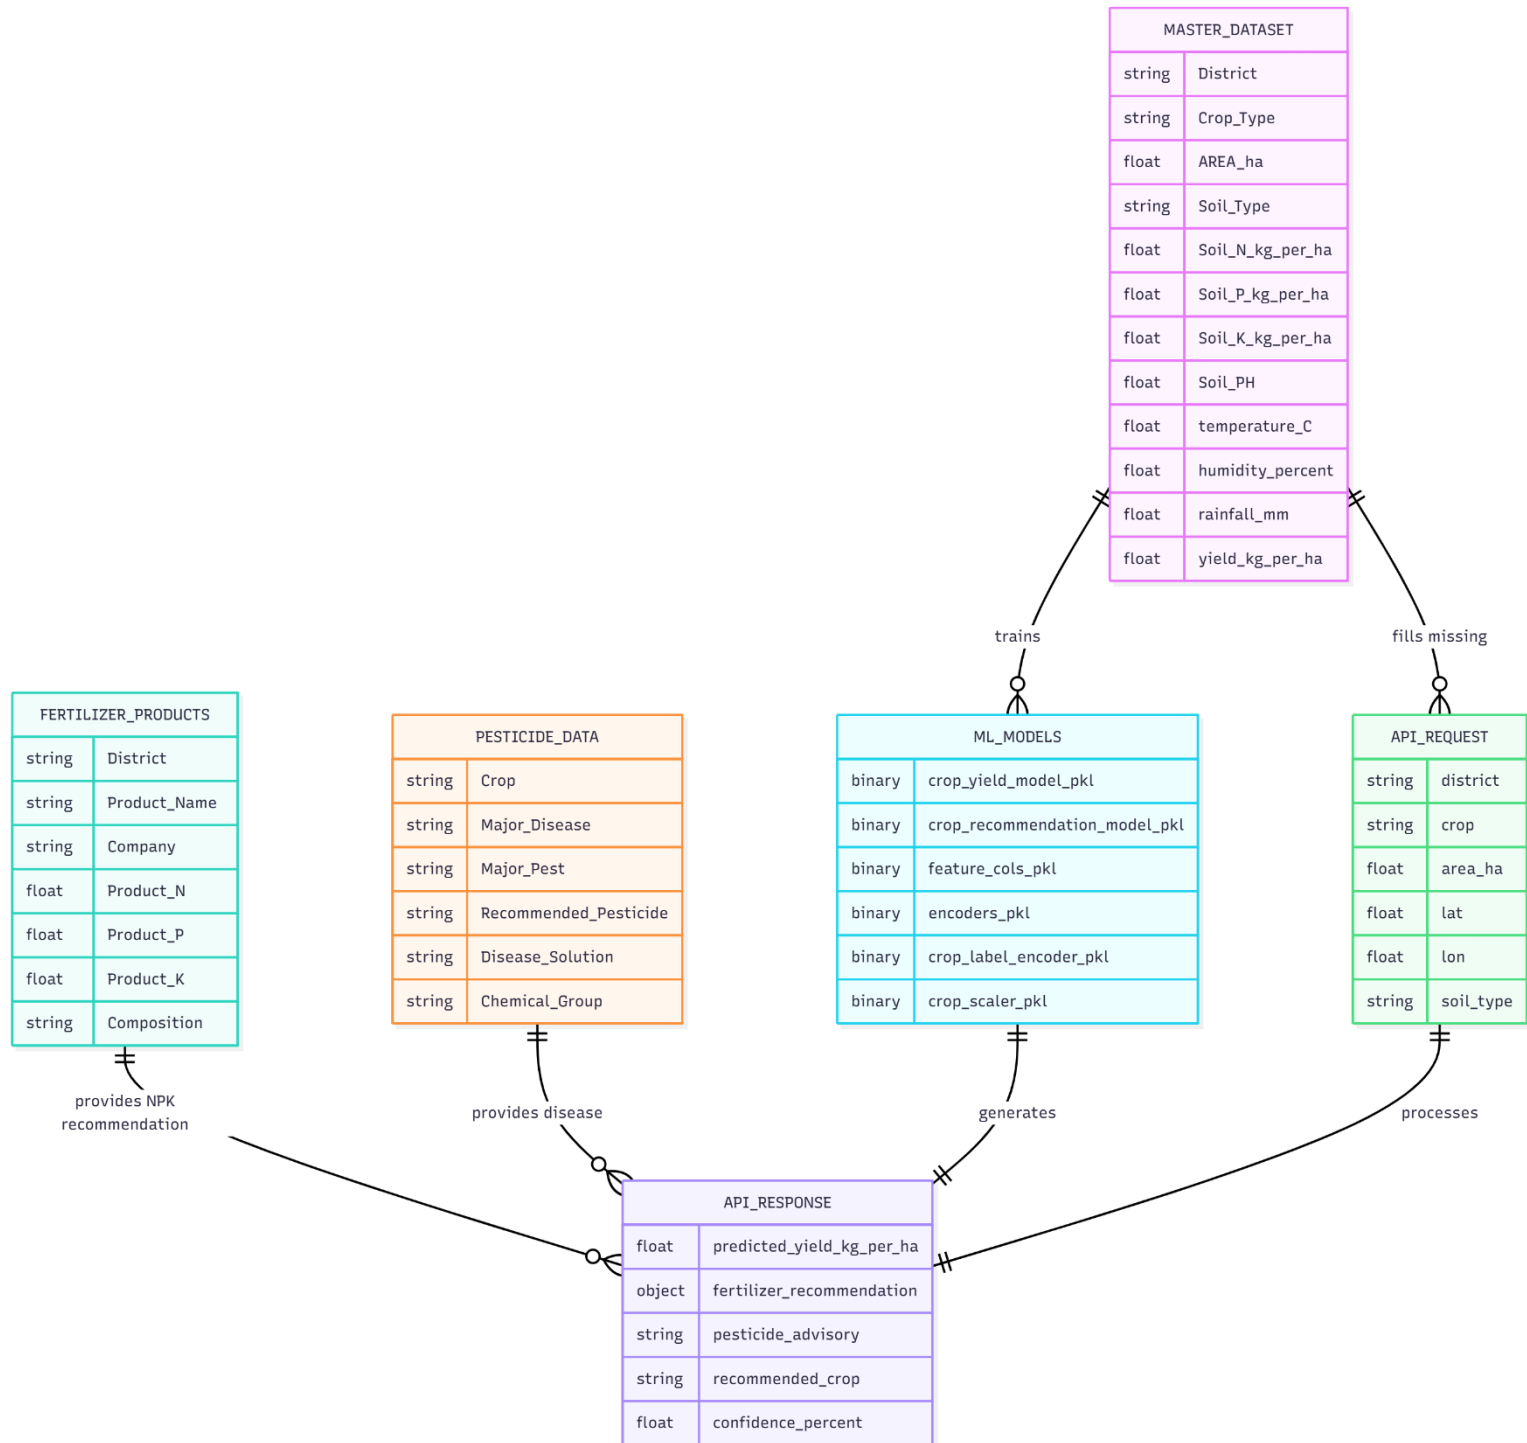 MASTER_DATASET
string District
string Crop_Type
float AREA_ha
string Soil_Type
float Soil_N_kg_per_ha
float Soil_P_kg_per_ha
float Soil_K_kg_per_ha
float Soil_PH
float temperature_C
float humidity_percent
float rainfall_mm
float yield_kg_per_ha
trains
fills missing
FERTILIZER_PRODUCTS
string District
string Product_Name
string Company
float Product_N
float Product_P
float Product_K
string Composition
PESTICIDE_DATA
string Crop
string Major_Disease
string Major_Pest
string Recommended_Pesticide
string Disease_Solution
string Chemical_Group
ML_MODELS
binary crop_yield_model_pkl
binary crop_recommendation_model_pkl
binary feature_cols_pkl
binary encoders_pkl
binary crop_label_encoder_pkl
binary crop_scaler_pkl
API_REQUEST
string district
string crop
float area_ha
float lat
float lon
string soil_type
provides NPK
recommendation
provides disease
generates
processes
API_RESPONSE
float predicted_yield_kg_per_ha
object fertilizer_recommendation
string pesticide_advisory
string recommended_crop
float confidence_percent